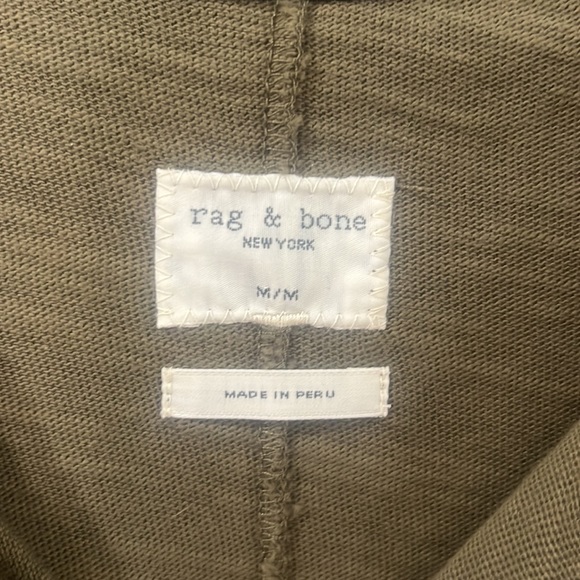 rag & bone
NEW YORK
M/M
MADE IN PERU